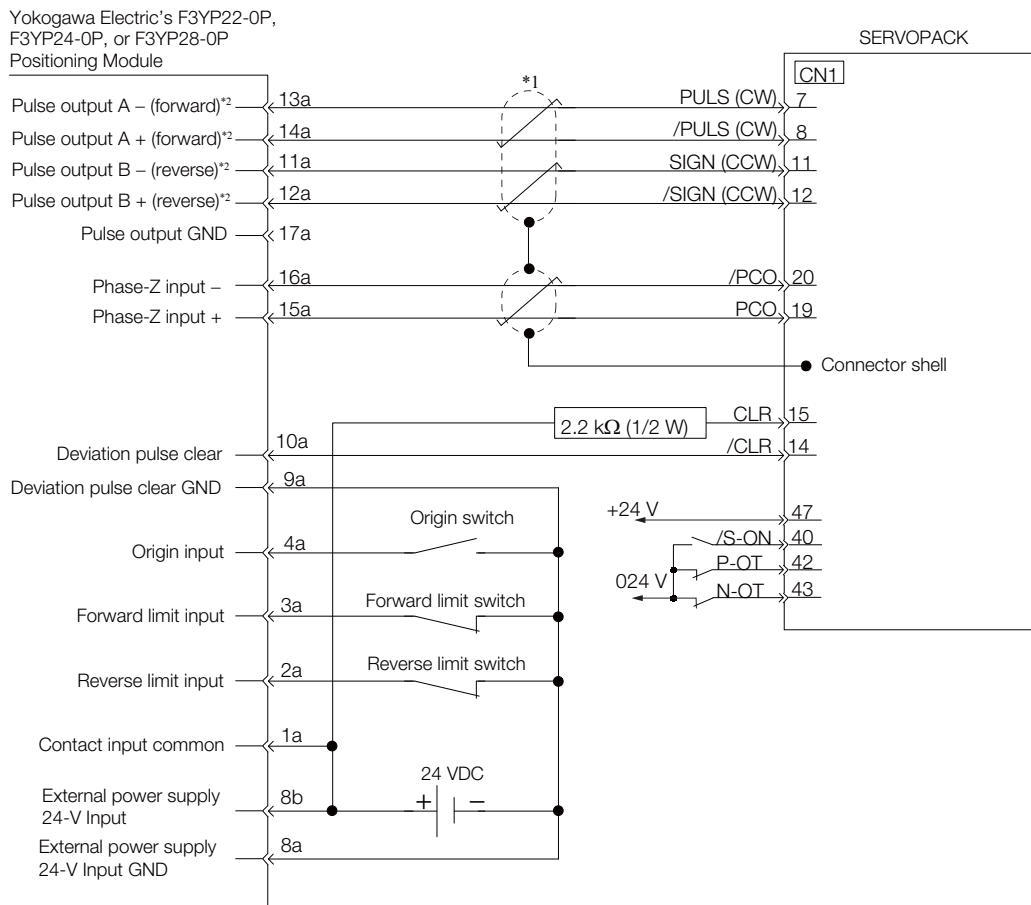 Yokogawa Electric's F3YP22-0P,
F3YP24-0P, or F3YP28-0P
Positioning Module
SERVOPACK
CN1
*1
Pulse output A – (forward)*2 13a PULS (CW) 7
Pulse output A + (forward)*2 14a /PULS (CW) 8
Pulse output B – (reverse)*2 11a SIGN (CCW) 11
Pulse output B + (reverse)*2 12a /SIGN (CCW) 12
Pulse output GND 17a
Phase-Z input – 16a /PCO 20
Phase-Z input + 15a PCO 19
Connector shell
2.2 kΩ (1/2 W) CLR 15
Deviation pulse clear 10a /CLR 14
Deviation pulse clear GND 9a
+24 V 47
Origin switch
/S-ON 40
Origin input 4a
P-OT 42
024 V N-OT 43
Forward limit switch
Forward limit input 3a
Reverse limit switch
Reverse limit input 2a
Contact input common 1a
24 VDC
External power supply
24-V Input
8b + –
External power supply
24-V Input GND
8a